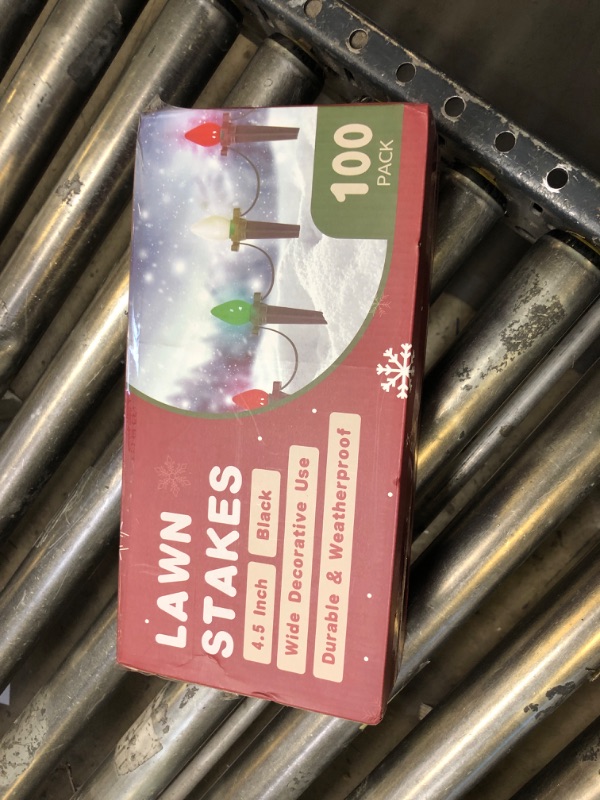 100
PACK
LAWN
STAKES
4.5 Inch
Black
Wide Decorative Use
Durable & Weatherproof